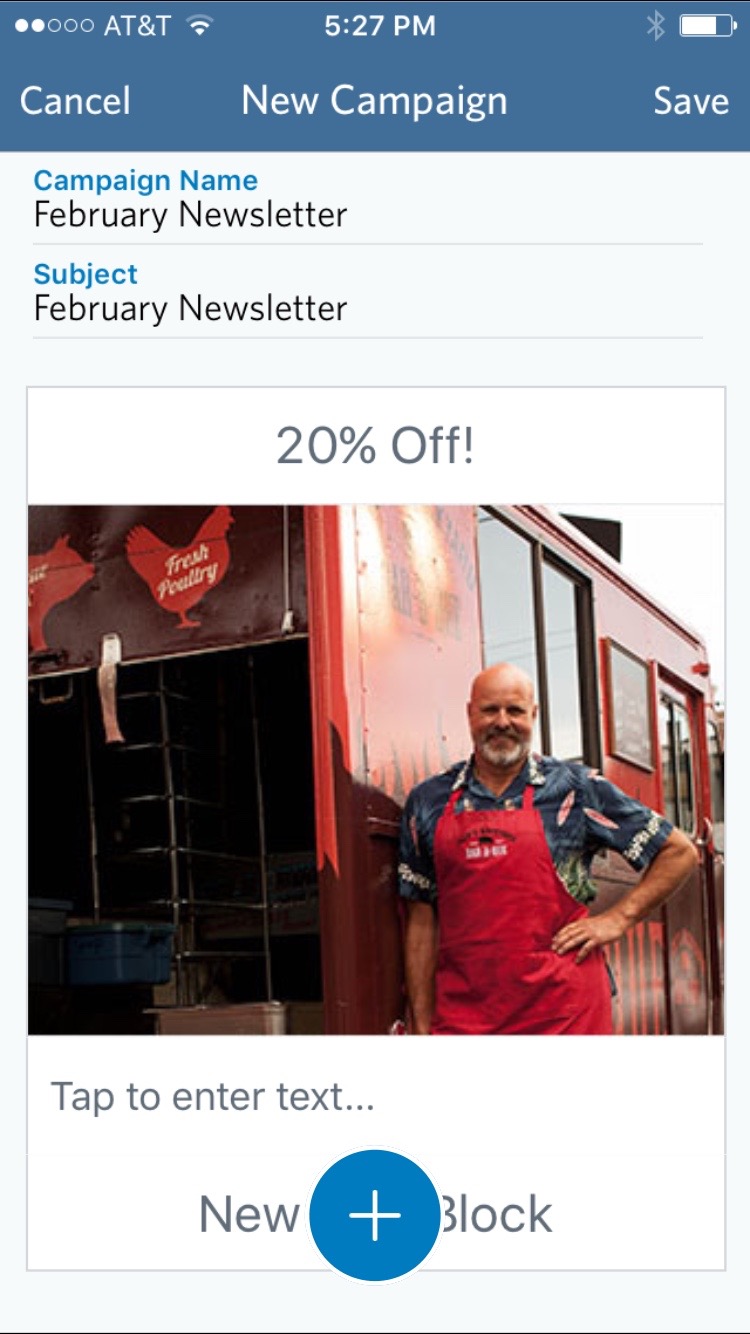 AT&T 5:27 PM
Cancel New Campaign Save
Campaign Name
February Newsletter
Subject
February Newsletter
20% Off!
Fresh
Poultry
Tap to enter text...
New Block